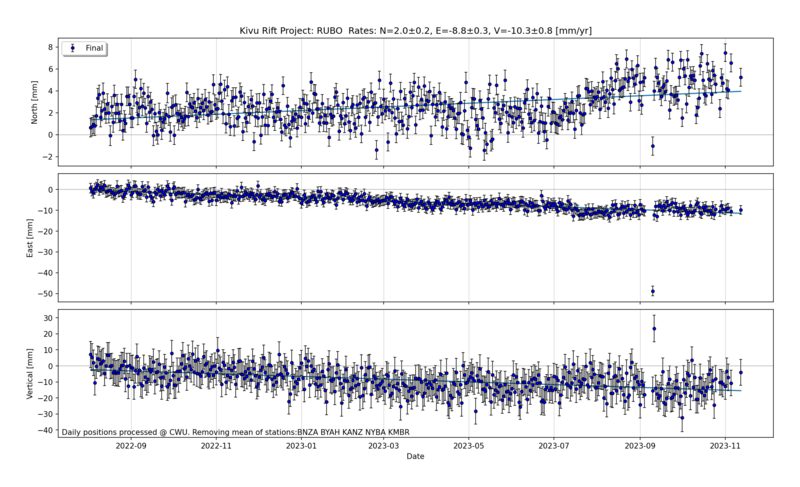 Kivu Rift Project: RUBO Rates: N=2.0±0.2, E=-8.8±0.3, V=-10.3±0.8 [mm/yr]
Final
8
6
4
2
0
−2
North [mm]
0
−10
−20
−30
−40
−50
East [mm]
30
20
10
0
−10
−20
−30
−40
Vertical [mm]
Daily positions processed @ CWU. Removing mean of stations:BNZA BYAH KANZ NYBA KMBR
2022-09 2022-11 2023-01 2023-03 2023-05 2023-07 2023-09 2023-11
Date